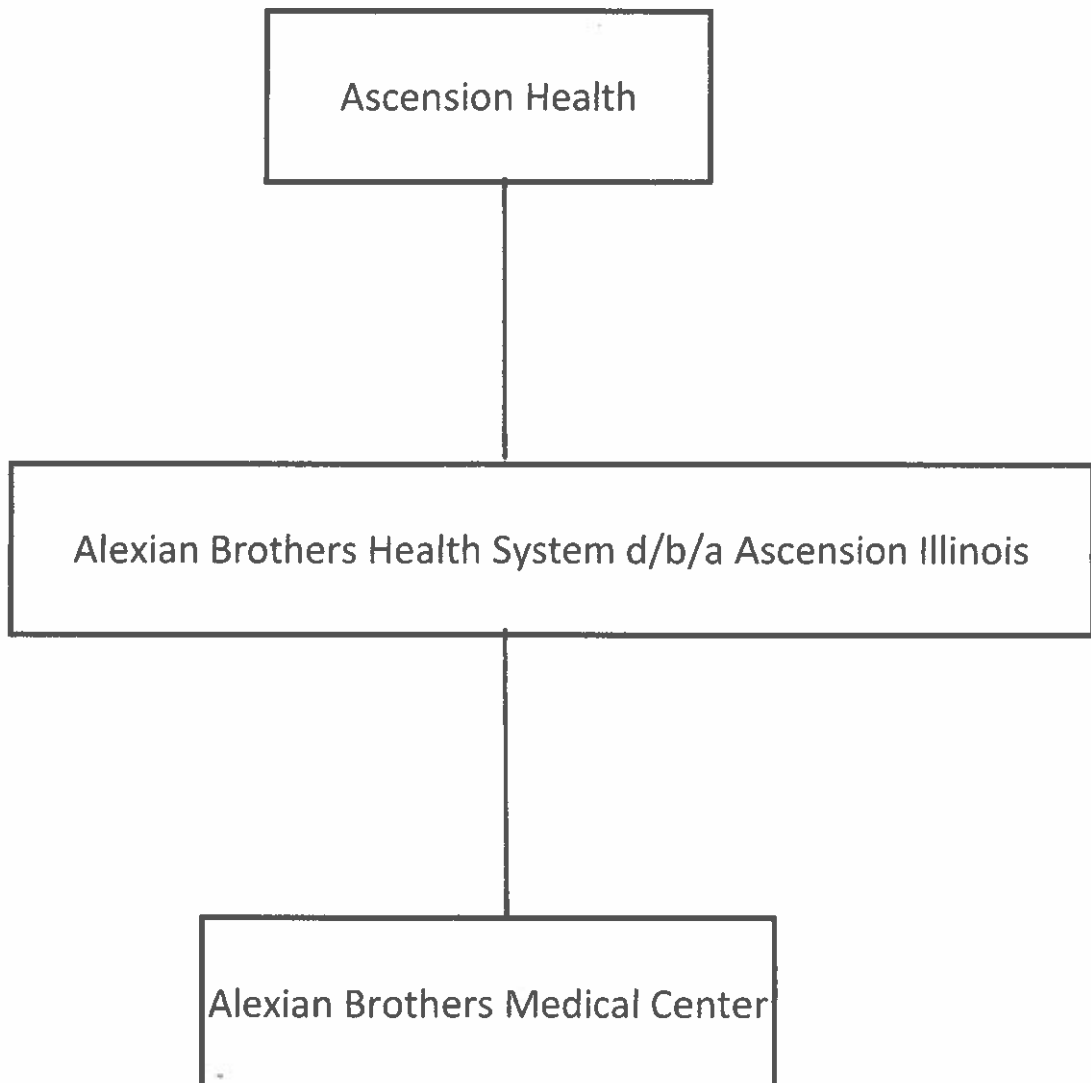 Ascension Health
Alexian Brothers Health System d/b/a Ascension Illinois
Alexian Brothers Medical Center